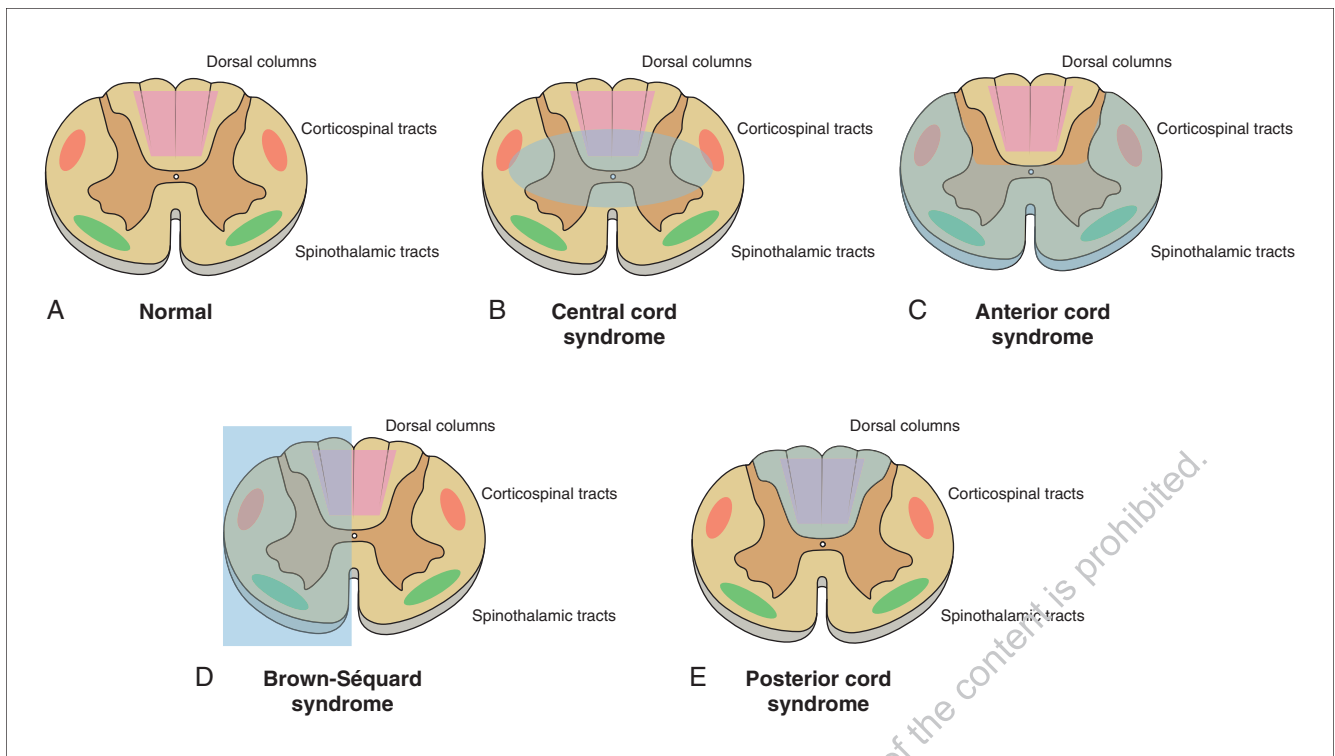 Dorsal columns
Corticospinal tracts
Spinothalamic tracts
A Normal
Dorsal columns
Corticospinal tracts
Spinothalamic tracts
B Central cord
syndrome
Dorsal columns
Corticospinal tracts
Spinothalamic tracts
C Anterior cord
syndrome
Dorsal columns
Corticospinal tracts
Spinothalamic tracts
D Brown-Séquard
syndrome
Dorsal columns
Corticospinal tracts
Spinothalamic tracts
E Posterior cord
syndrome
of the content is prohibited.